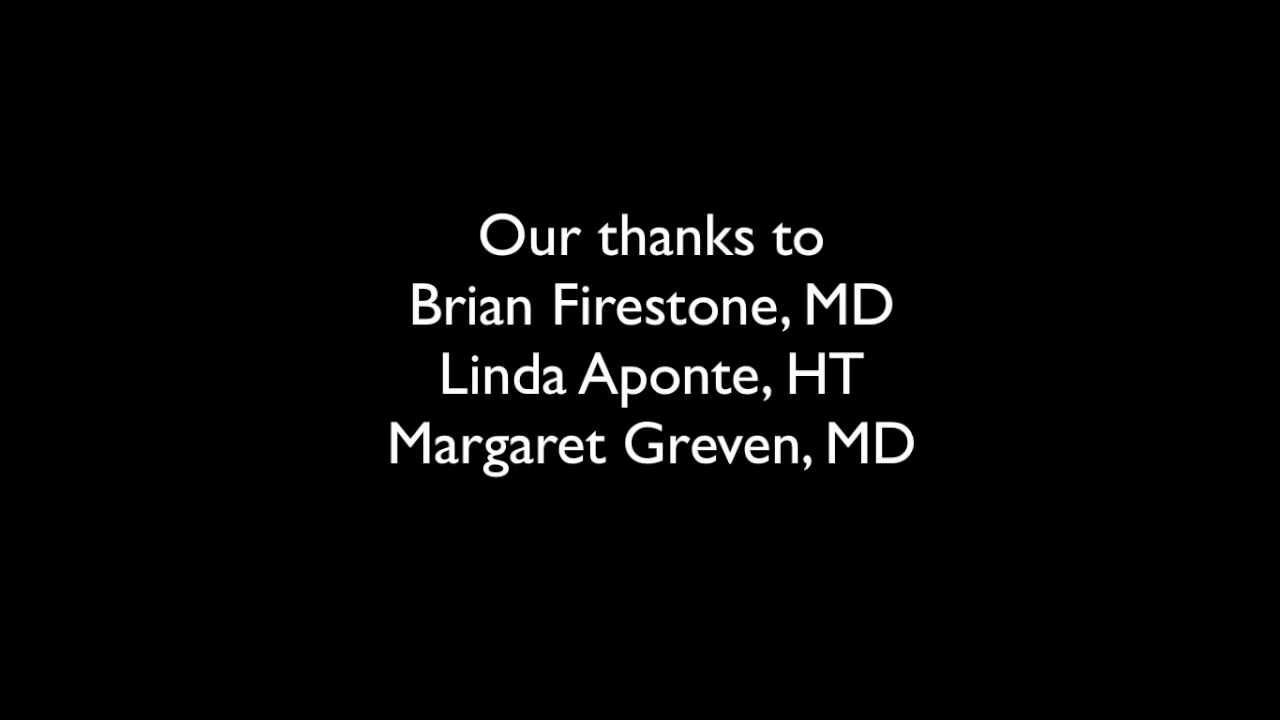 Our thanks to
Brian Firestone, MD
Linda Aponte, HT
Margaret Greven, MD